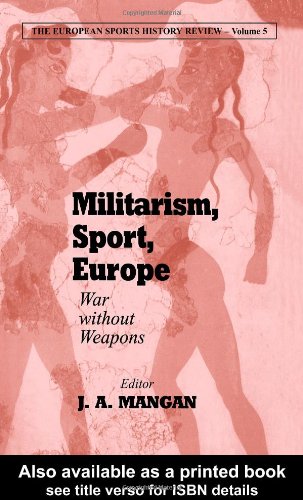 THE EUROPEAN SPORTS HISTORY REVIEW – Volume 5
Militarism,
Sport,
Europe
War
without
Weapons
Editor
J. A. MANGAN
Also available as a printed book
see title verso for ISBN details